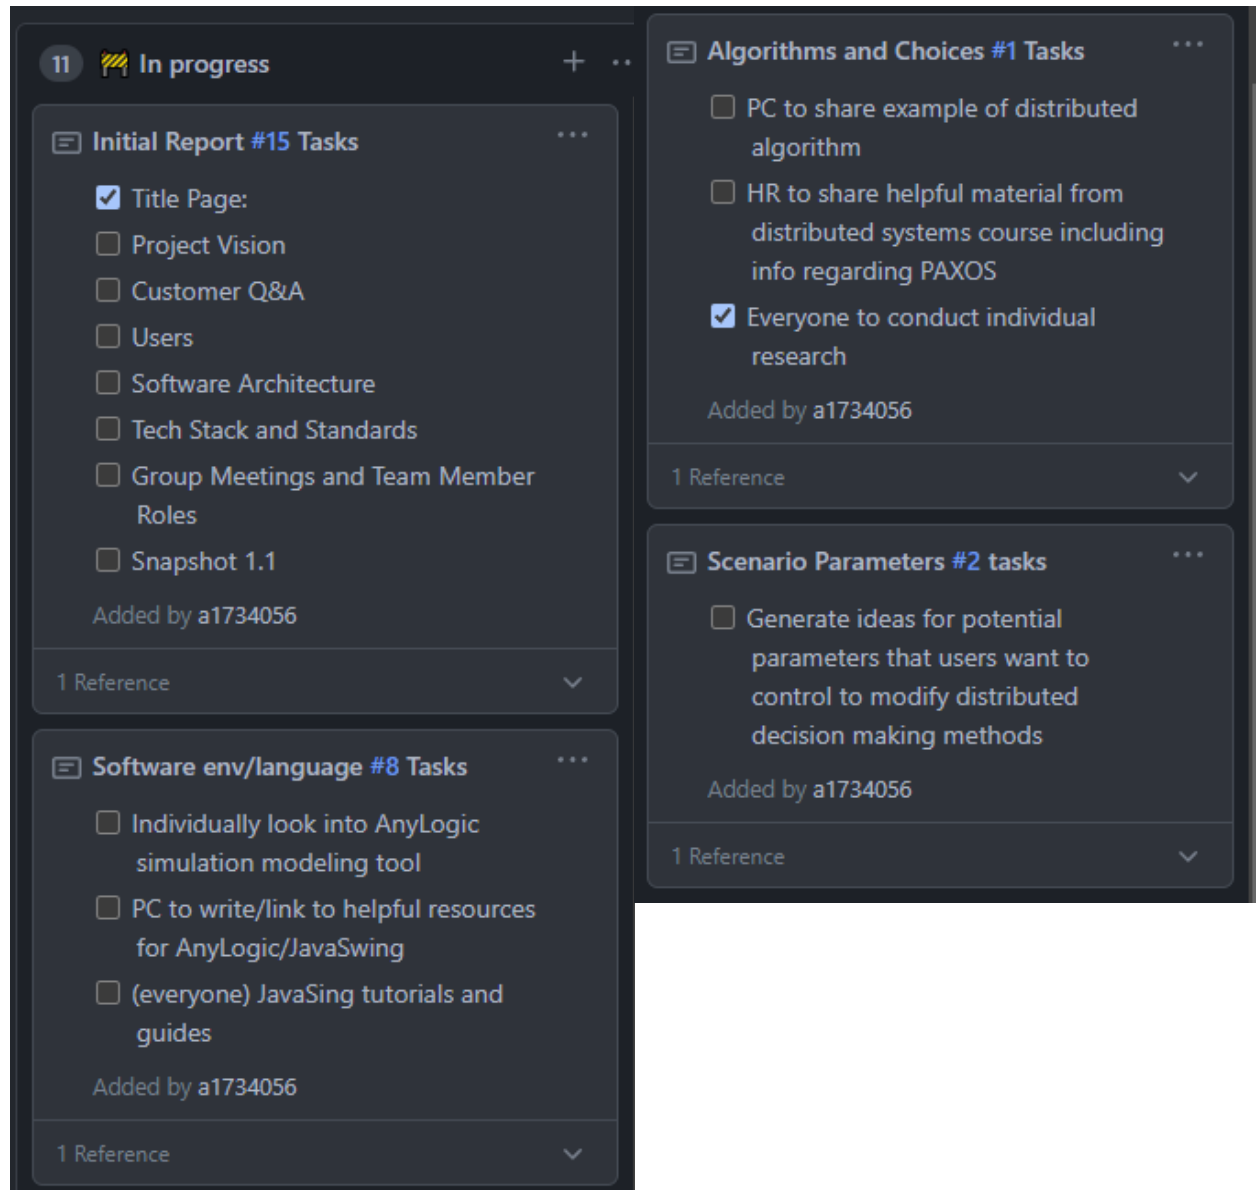 11 🚧 In progress
Initial Report #15 Tasks
Title Page:
Project Vision
Customer Q&A
Users
Software Architecture
Tech Stack and Standards
Group Meetings and Team Member
Roles
Snapshot 1.1
Added by a1734056
1 Reference
Software env/language #8 Tasks
Individually look into AnyLogic
simulation modeling tool
PC to write/link to helpful resources
for AnyLogic/JavaSwing
(everyone) JavaSing tutorials and
guides
Added by a1734056
1 Reference
Algorithms and Choices #1 Tasks
PC to share example of distributed
algorithm
HR to share helpful material from
distributed systems course including
info regarding PAXOS
Everyone to conduct individual
research
Added by a1734056
1 Reference
Scenario Parameters #2 tasks
Generate ideas for potential
parameters that users want to
control to modify distributed
decision making methods
Added by a1734056
1 Reference